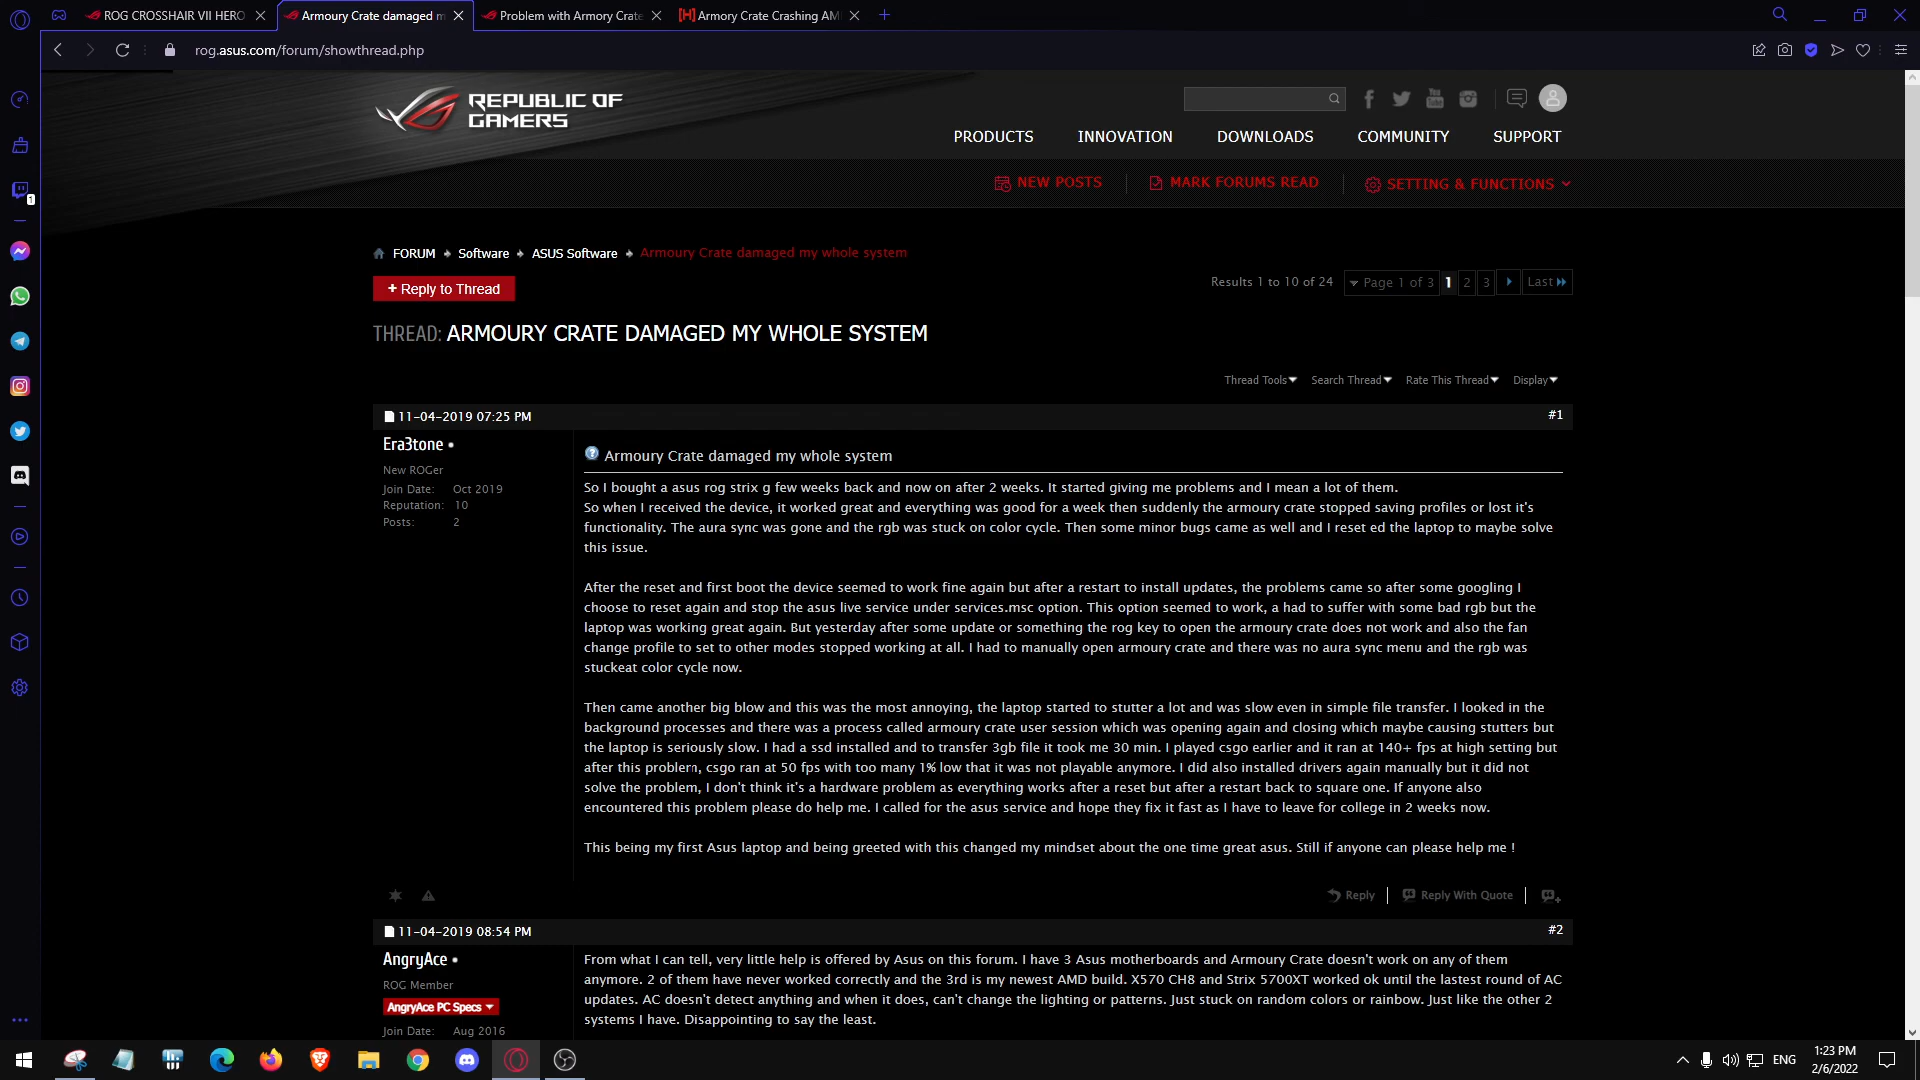 ROG CROSSHAIR VII HERO
Armoury Crate damaged m
Problem with Armory Crate
Armory Crate Crashing AM
rog.asus.com/forum/showthread.php
REPUBLIC OF
GAMERS
PRODUCTS
INNOVATION
DOWNLOADS
COMMUNITY
SUPPORT
NEW POSTS
MARK FORUMS READ
SETTING & FUNCTIONS
1
FORUM
Software
ASUS Software
Armoury Crate damaged my whole system
+ Reply to Thread
Results 1 to 10 of 24
Page 1 of 3
1
2
3
Last
THREAD: ARMOURY CRATE DAMAGED MY WHOLE SYSTEM
Thread Tools
Search Thread
Rate This Thread
Display
11-04-2019 07:25 PM
#1
Era3tone
New ROGer
Join Date: Oct 2019
Reputation: 10
Posts: 2
Armoury Crate damaged my whole system
So I bought a asus rog strix g few weeks back and now on after 2 weeks. It started giving me problems and I mean a lot of them.
So when I received the device, it worked great and everything was good for a week then suddenly the armoury crate stopped saving profiles or lost it's
functionality. The aura sync was gone and the rgb was stuck on color cycle. Then some minor bugs came as well and I reset ed the laptop to maybe solve
this issue.
After the reset and first boot the device seemed to work fine again but after a restart to install updates, the problems came so after some googling I
choose to reset again and stop the asus live service under services.msc option. This option seemed to work, a had to suffer with some bad rgb but the
laptop was working great again. But yesterday after some update or something the rog key to open the armoury crate does not work and also the fan
change profile to set to other modes stopped working at all. I had to manually open armoury crate and there was no aura sync menu and the rgb was
stuckeat color cycle now.
Then came another big blow and this was the most annoying, the laptop started to stutter a lot and was slow even in simple file transfer. I looked in the
background processes and there was a process called armoury crate user session which was opening again and closing which maybe causing stutters but
the laptop is seriously slow. I had a ssd installed and to transfer 3gb file it took me 30 min. I played csgo earlier and it ran at 140+ fps at high setting but
after this problem, csgo ran at 50 fps with too many 1% low that it was not playable anymore. I did also installed drivers again manually but it did not
solve the problem, I don't think it's a hardware problem as everything works after a reset but after a restart back to square one. If anyone also
encountered this problem please do help me. I called for the asus service and hope they fix it fast as I have to leave for college in 2 weeks now.
This being my first Asus laptop and being greeted with this changed my mindset about the one time great asus. Still if anyone can please help me !
Reply
Reply With Quote
11-04-2019 08:54 PM
#2
AngryAce
ROG Member
AngryAce PC Specs
Join Date: Aug 2016
From what I can tell, very little help is offered by Asus on this forum. I have 3 Asus motherboards and Armoury Crate doesn't work on any of them
anymore. 2 of them have never worked correctly and the 3rd is my newest AMD build. X570 CH8 and Strix 5700XT worked ok until the lastest round of AC
updates. AC doesn't detect anything and when it does, can't change the lighting or patterns. Just stuck on random colors or rainbow. Just like the other 2
systems I have. Disappointing to say the least.
ENG
1:23 PM
2/6/2022